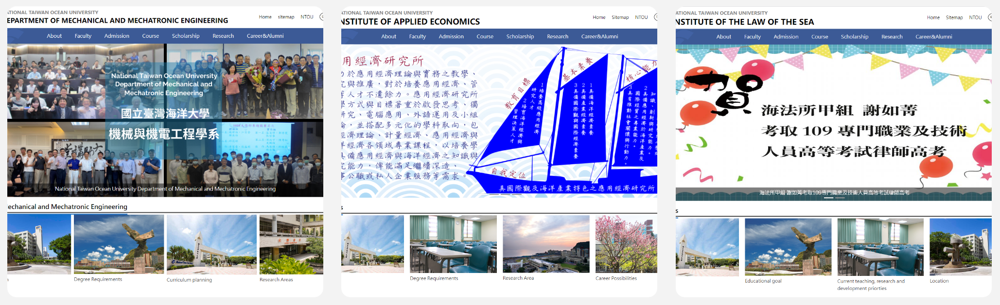 NATIONAL TAIWAN OCEAN UNIVERSITY
DEPARTMENT OF MECHANICAL AND MECHATRONIC ENGINEERING
Home sitemap NTOU
About Faculty Admission Course Scholarship Research Career&Alumni
National Taiwan Ocean University
Department of Mechanical and
Mechatronic Engineering
國立臺灣海洋大學
機械與機電工程學系
National Taiwan Ocean University Department of Mechanical and Mechatronic Engineering
echanical and Mechatronic Engineering
Degree Requirements
Curriculum planning
Research Areas
ATIONAL TAIWAN OCEAN UNIVERSITY
NSTITUTE OF APPLIED ECONOMICS
Home Sitemap NTOU
About Faculty Admission Course Scholarship Research Career&Alumni
用經濟研究所
力於應用經濟理論與實務之教學、
究與推廣，對於培養應用經濟、管
等人才不遺餘力。應用經濟研究所
學方式與目標著重於啟發思考、獨
研究、電腦應用、外語運用及小組
論，並搭配多元化的學科取向，包
經濟理論、計量經濟、應用經濟與
洋經濟各領域專業課程，以培養學
具備應用經濟與海洋經濟之知識與
究能力，俾能滿足繼續深造、
事公職或私人企業服務等需求。
教育目標
1培養高級應用經濟
研究人才
2培育海洋經濟與
管理決策人才
基本素養
1具備海洋經濟素養
2具備產業經濟素養
3具備國際觀與國際經濟素養
核心能力
知識、創新與研究能力。
2具備應用經濟於海洋產業及
國際經貿之專業能力。
3具有推動社會關懷與行動力。
自我定位
具國際觀及海洋產業特色之應用經濟研究所
s
Degree Requirements
Research Area
Career Possibilities
ATIONAL TAIWAN OCEAN UNIVERSITY
NSTITUTE OF THE LAW OF THE SEA
Home Sitemap NTOU
About Faculty Admission Course Scholarship Research Career&Alumni
賀
海法所甲組 謝如菁
考取 109 專門職業及技術
人員高等考試律師高考
海法所甲組 謝如菁考取109專門職業及技術人員高等考試律師高考
s
Educational goal
Current teaching, research and
development priorties
Location